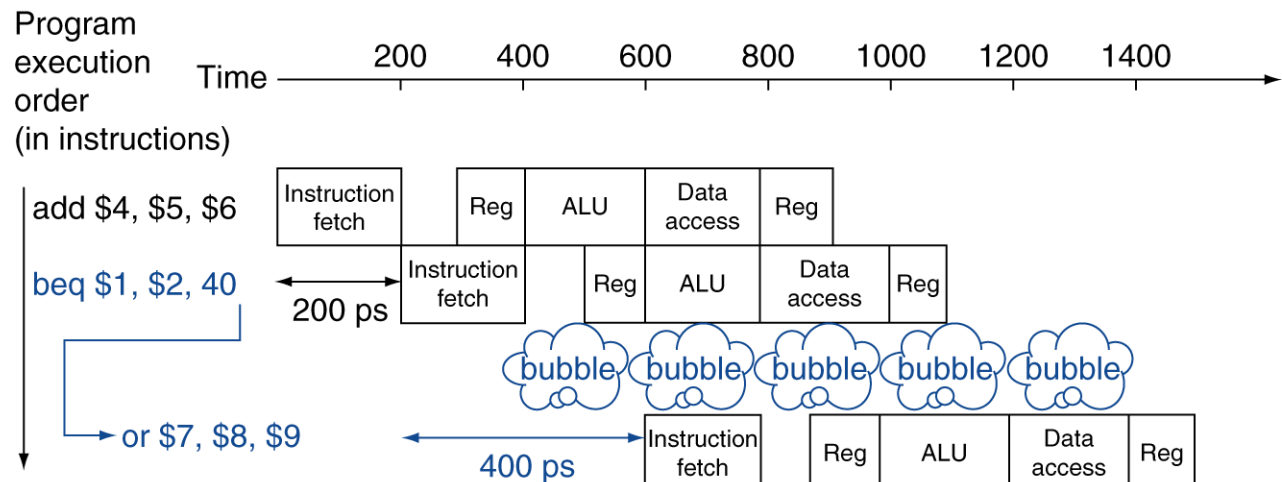 Program
execution
order
(in instructions)
Time
200 400 600 800 1000 1200 1400
add $4, $5, $6
Instruction
fetch
Reg
ALU
Data
access
Reg
beq $1, $2, 40
200 ps
Instruction
fetch
Reg
ALU
Data
access
Reg
bubble bubble bubble bubble bubble
or $7, $8, $9
400 ps
Instruction
fetch
Reg
ALU
Data
access
Reg